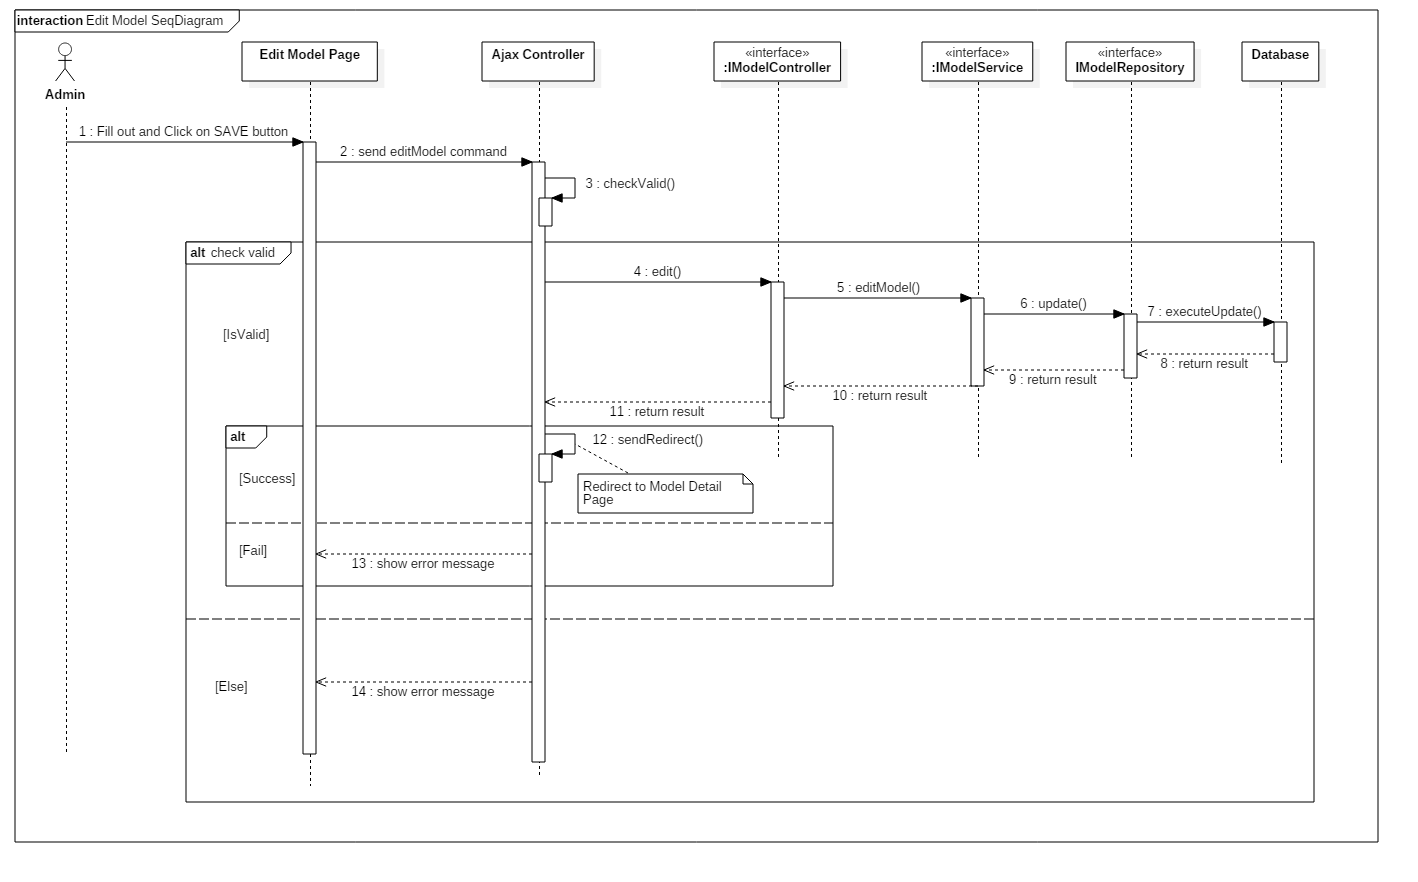 interaction Edit Model SeqDiagram
Admin
Edit Model Page
Ajax Controller
«interface»
:IModelController
«interface»
:IModelService
«interface»
IModelRepository
Database
1 : Fill out and Click on SAVE button
2 : send editModel command
3 : checkValid()
alt check valid
4 : edit()
5 : editModel()
6 : update()
7 : executeUpdate()
[IsValid]
8 : return result
9 : return result
10 : return result
11 : return result
alt
12 : sendRedirect()
[Success]
Redirect to Model Detail
Page
[Fail]
13 : show error message
[Else]
14 : show error message